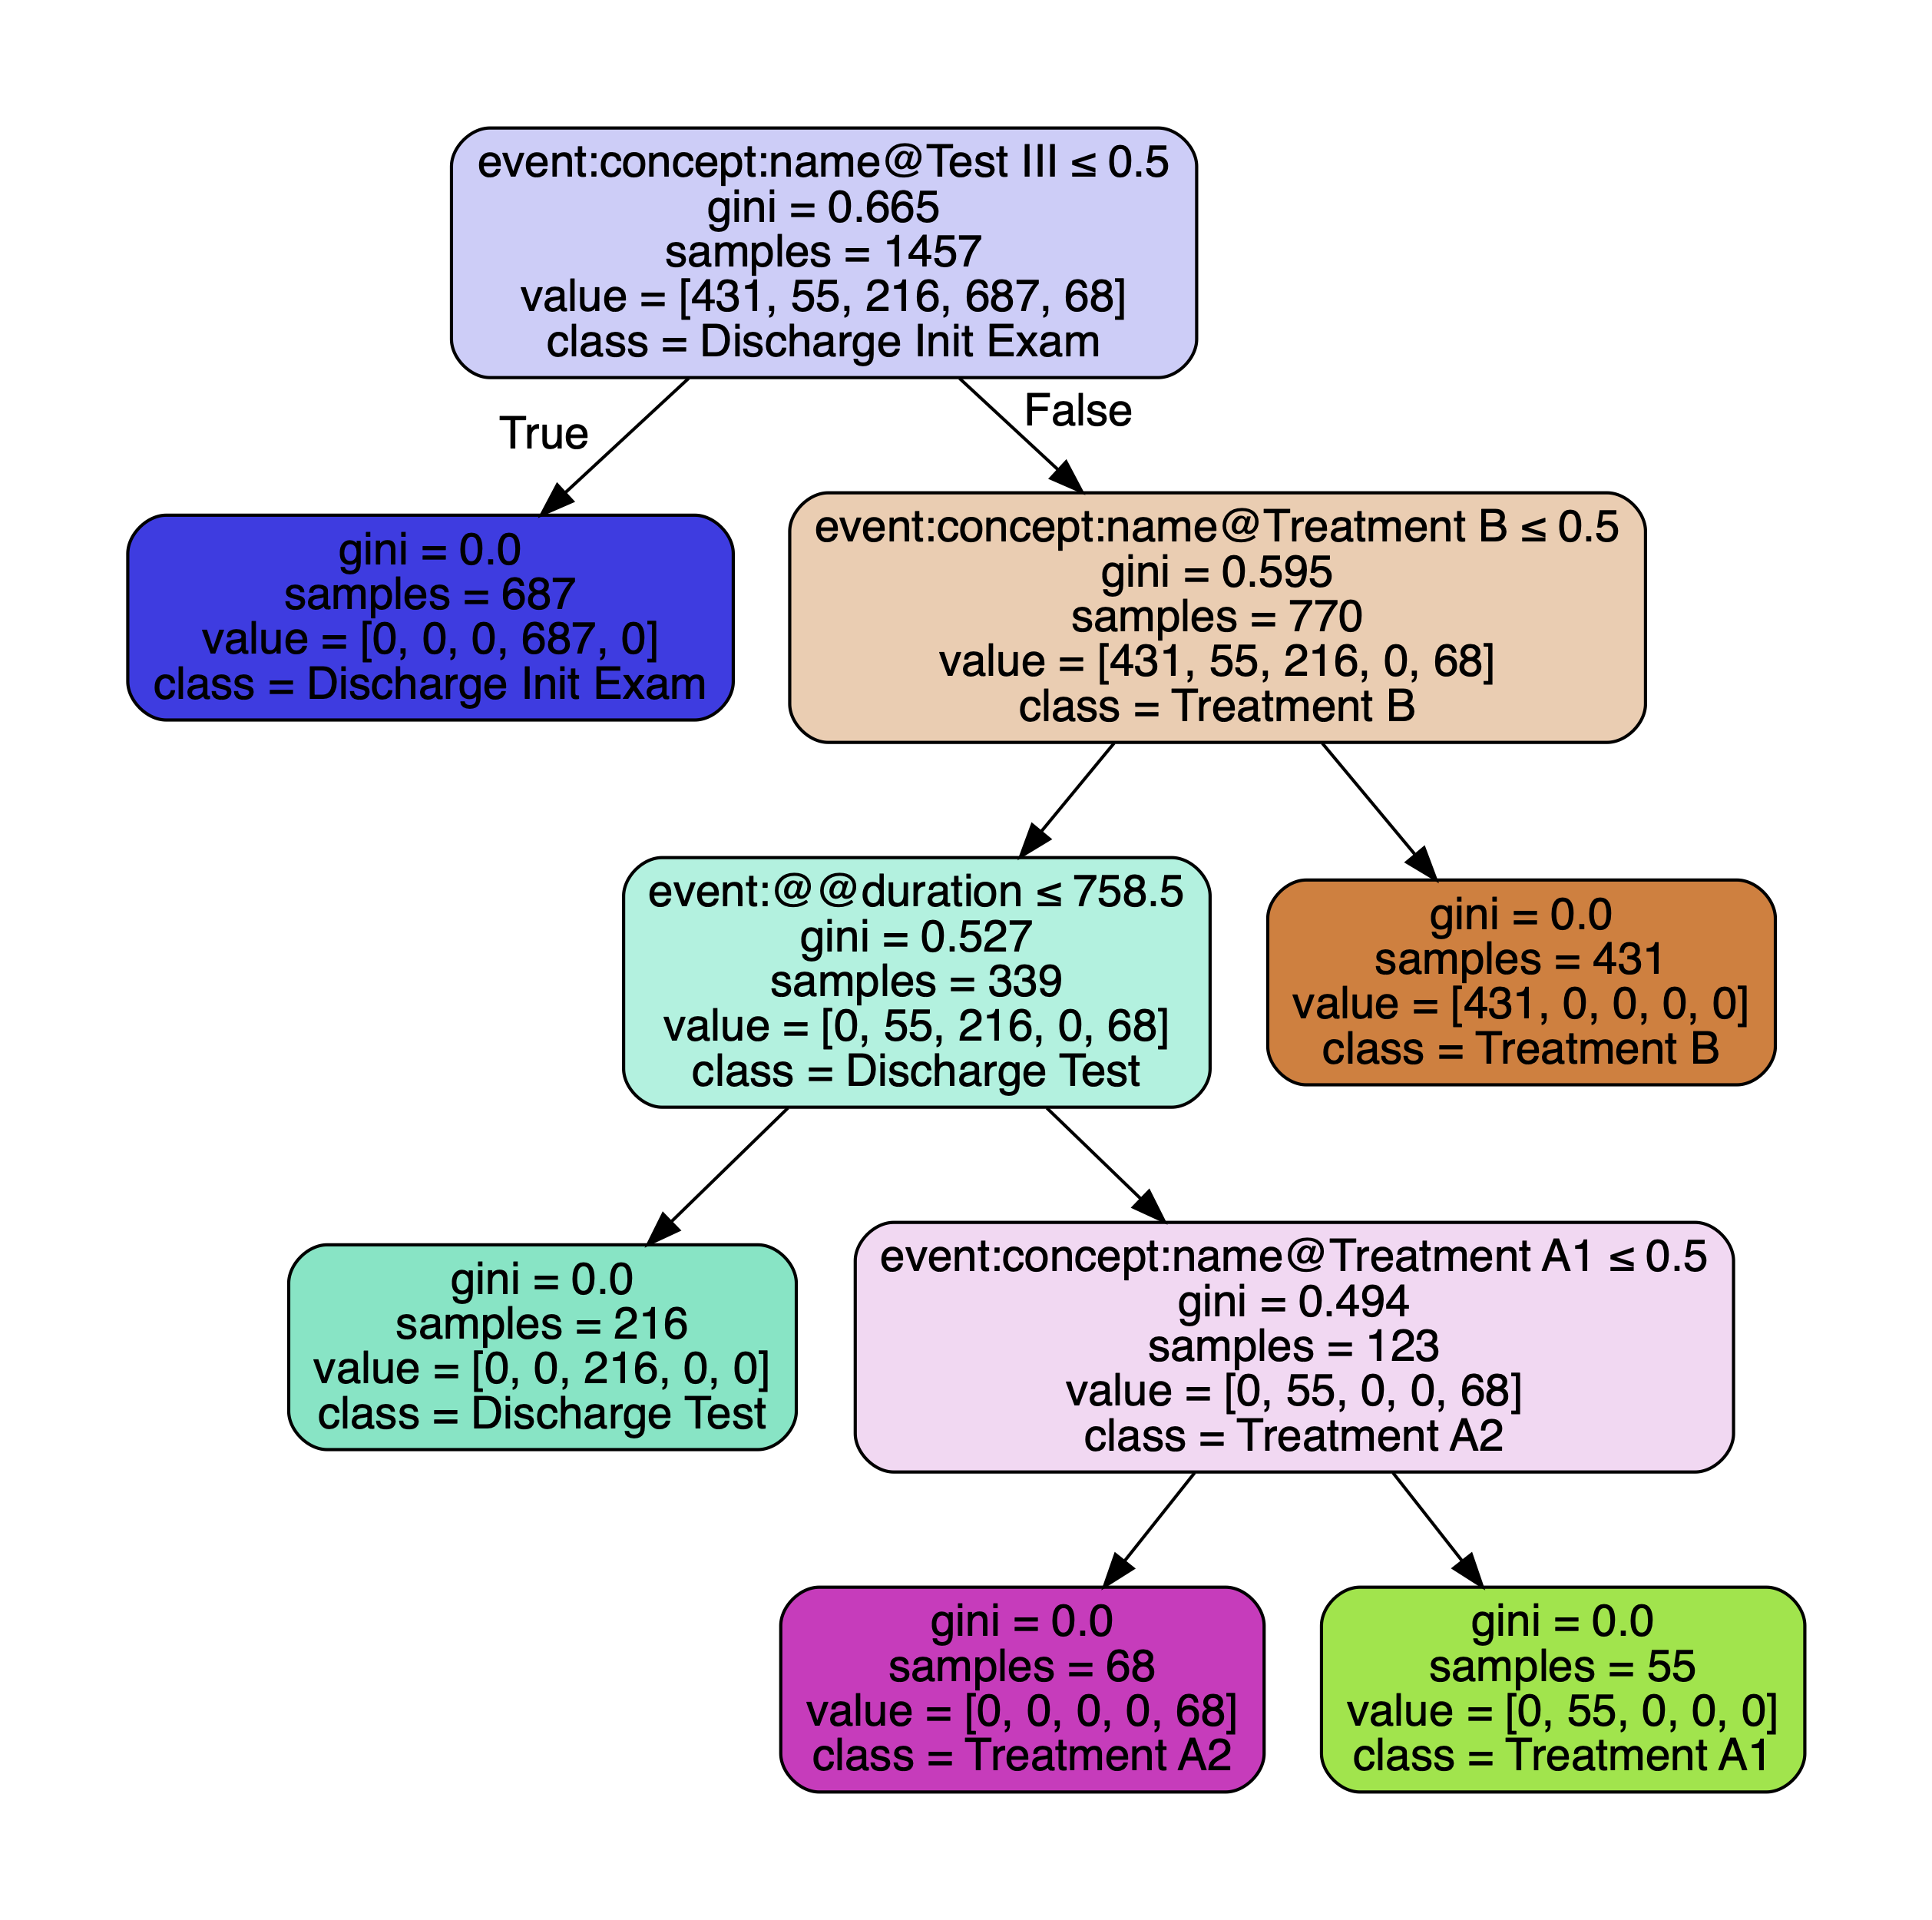 event:concept:name@Test III ≤ 0.5
gini = 0.665
samples = 1457
value = [431, 55, 216, 687, 68]
class = Discharge Init Exam
True
False
gini = 0.0
samples = 687
value = [0, 0, 0, 687, 0]
class = Discharge Init Exam
event:concept:name@Treatment B ≤ 0.5
gini = 0.595
samples = 770
value = [431, 55, 216, 0, 68]
class = Treatment B
event:@@duration ≤ 758.5
gini = 0.527
samples = 339
value = [0, 55, 216, 0, 68]
class = Discharge Test
gini = 0.0
samples = 431
value = [431, 0, 0, 0, 0]
class = Treatment B
gini = 0.0
samples = 216
value = [0, 0, 216, 0, 0]
class = Discharge Test
event:concept:name@Treatment A1 ≤ 0.5
gini = 0.494
samples = 123
value = [0, 55, 0, 0, 68]
class = Treatment A2
gini = 0.0
samples = 68
value = [0, 0, 0, 0, 68]
class = Treatment A2
gini = 0.0
samples = 55
value = [0, 55, 0, 0, 0]
class = Treatment A1